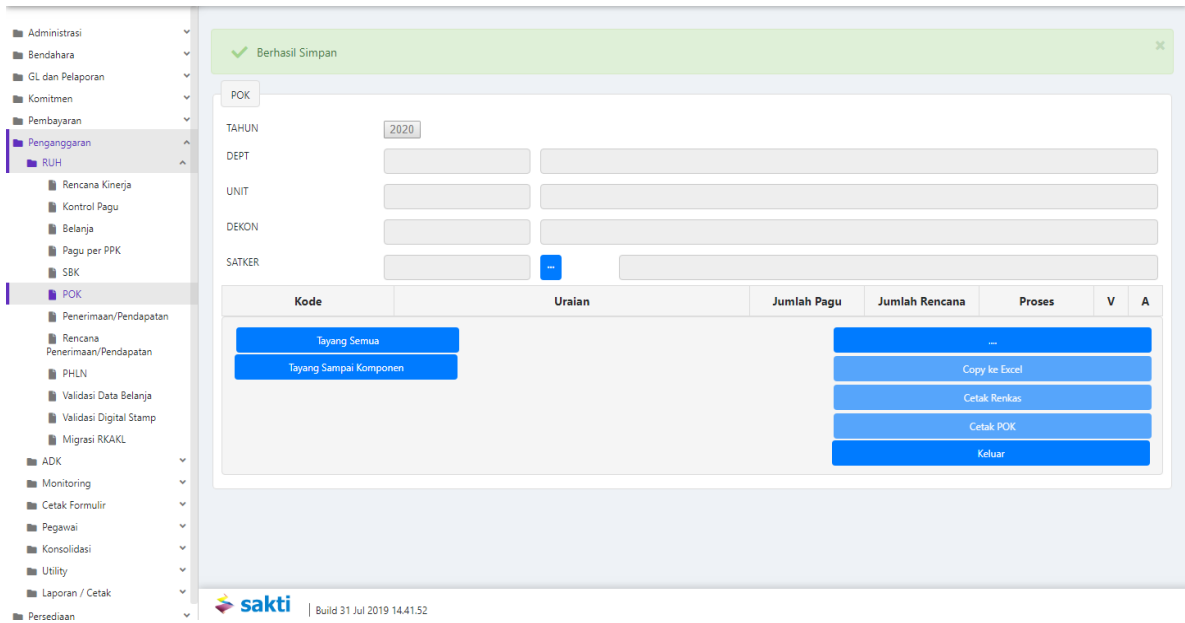 Administrasi
Bendahara
GL dan Pelaporan
Komitmen
Pembayaran
Penganggaran
RUH
Rencana Kinerja
Kontrol Pagu
Belanja
Pagu per PPK
SBK
POK
Penerimaan/Pendapatan
Rencana
Penerimaan/Pendapatan
PHLN
Validasi Data Belanja
Validasi Digital Stamp
Migrasi RKAKL
ADK
Monitoring
Cetak Formulir
Pegawai
Konsolidasi
Utility
Laporan / Cetak
Persediaan
Berhasil Simpan ×
POK
TAHUN 2020
DEPT
UNIT
DEKON
SATKER ...
Kode Uraian Jumlah Pagu Jumlah Rencana Proses V A
Tayang Semua
Tayang Sampai Komponen
....
Copy ke Excel
Cetak Renkas
Cetak POK
Keluar
sakti | Build 31 Jul 2019 14.41.52